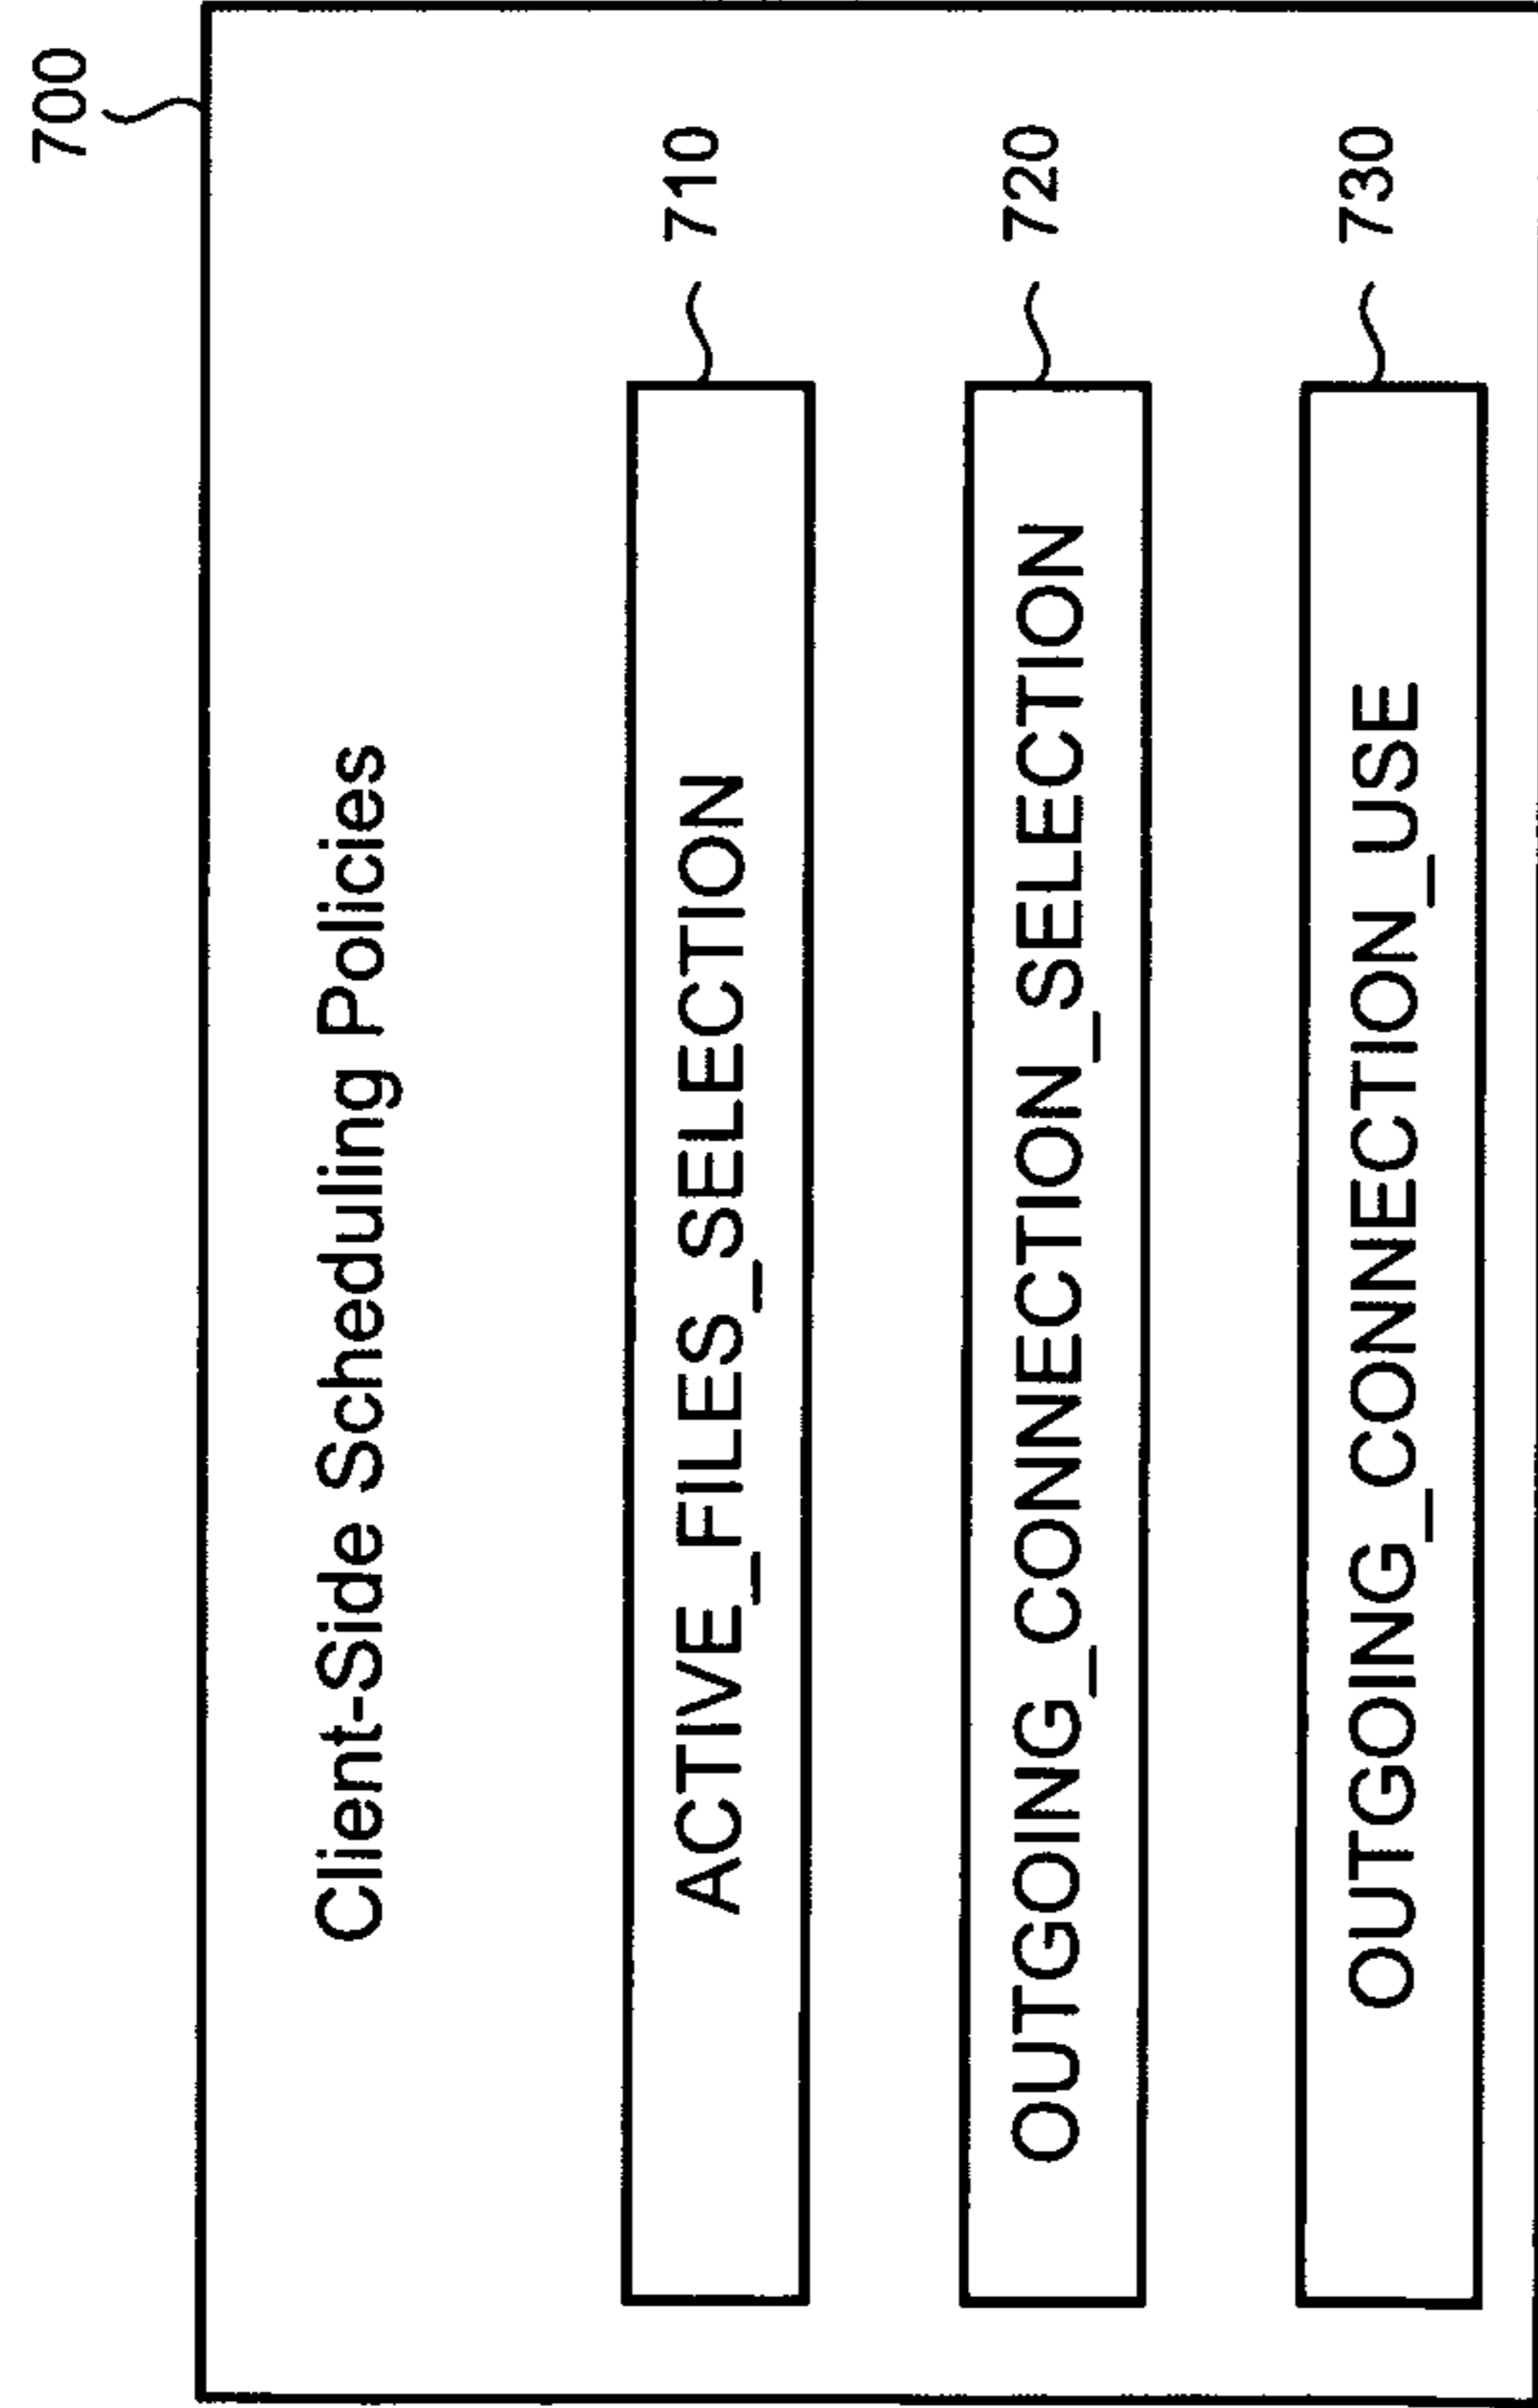 700
Client-Side Scheduling Policies
ACTIVE_FILES_SELECTION
710
OUTGOING_CONNECTION_SELECTION
720
OUTGOING_CONNECTION_USE
730